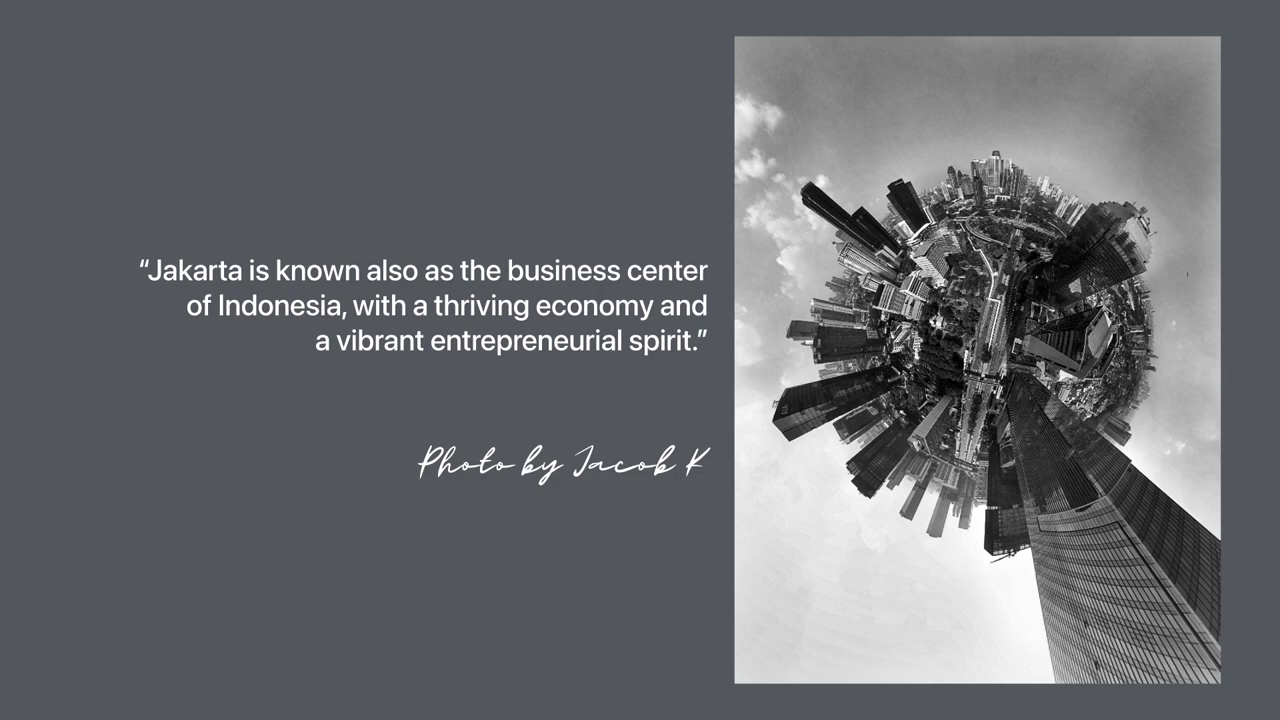 “Jakarta is known also as the business center
of Indonesia, with a thriving economy and
a vibrant entrepreneurial spirit.”
Photo by Jacob K